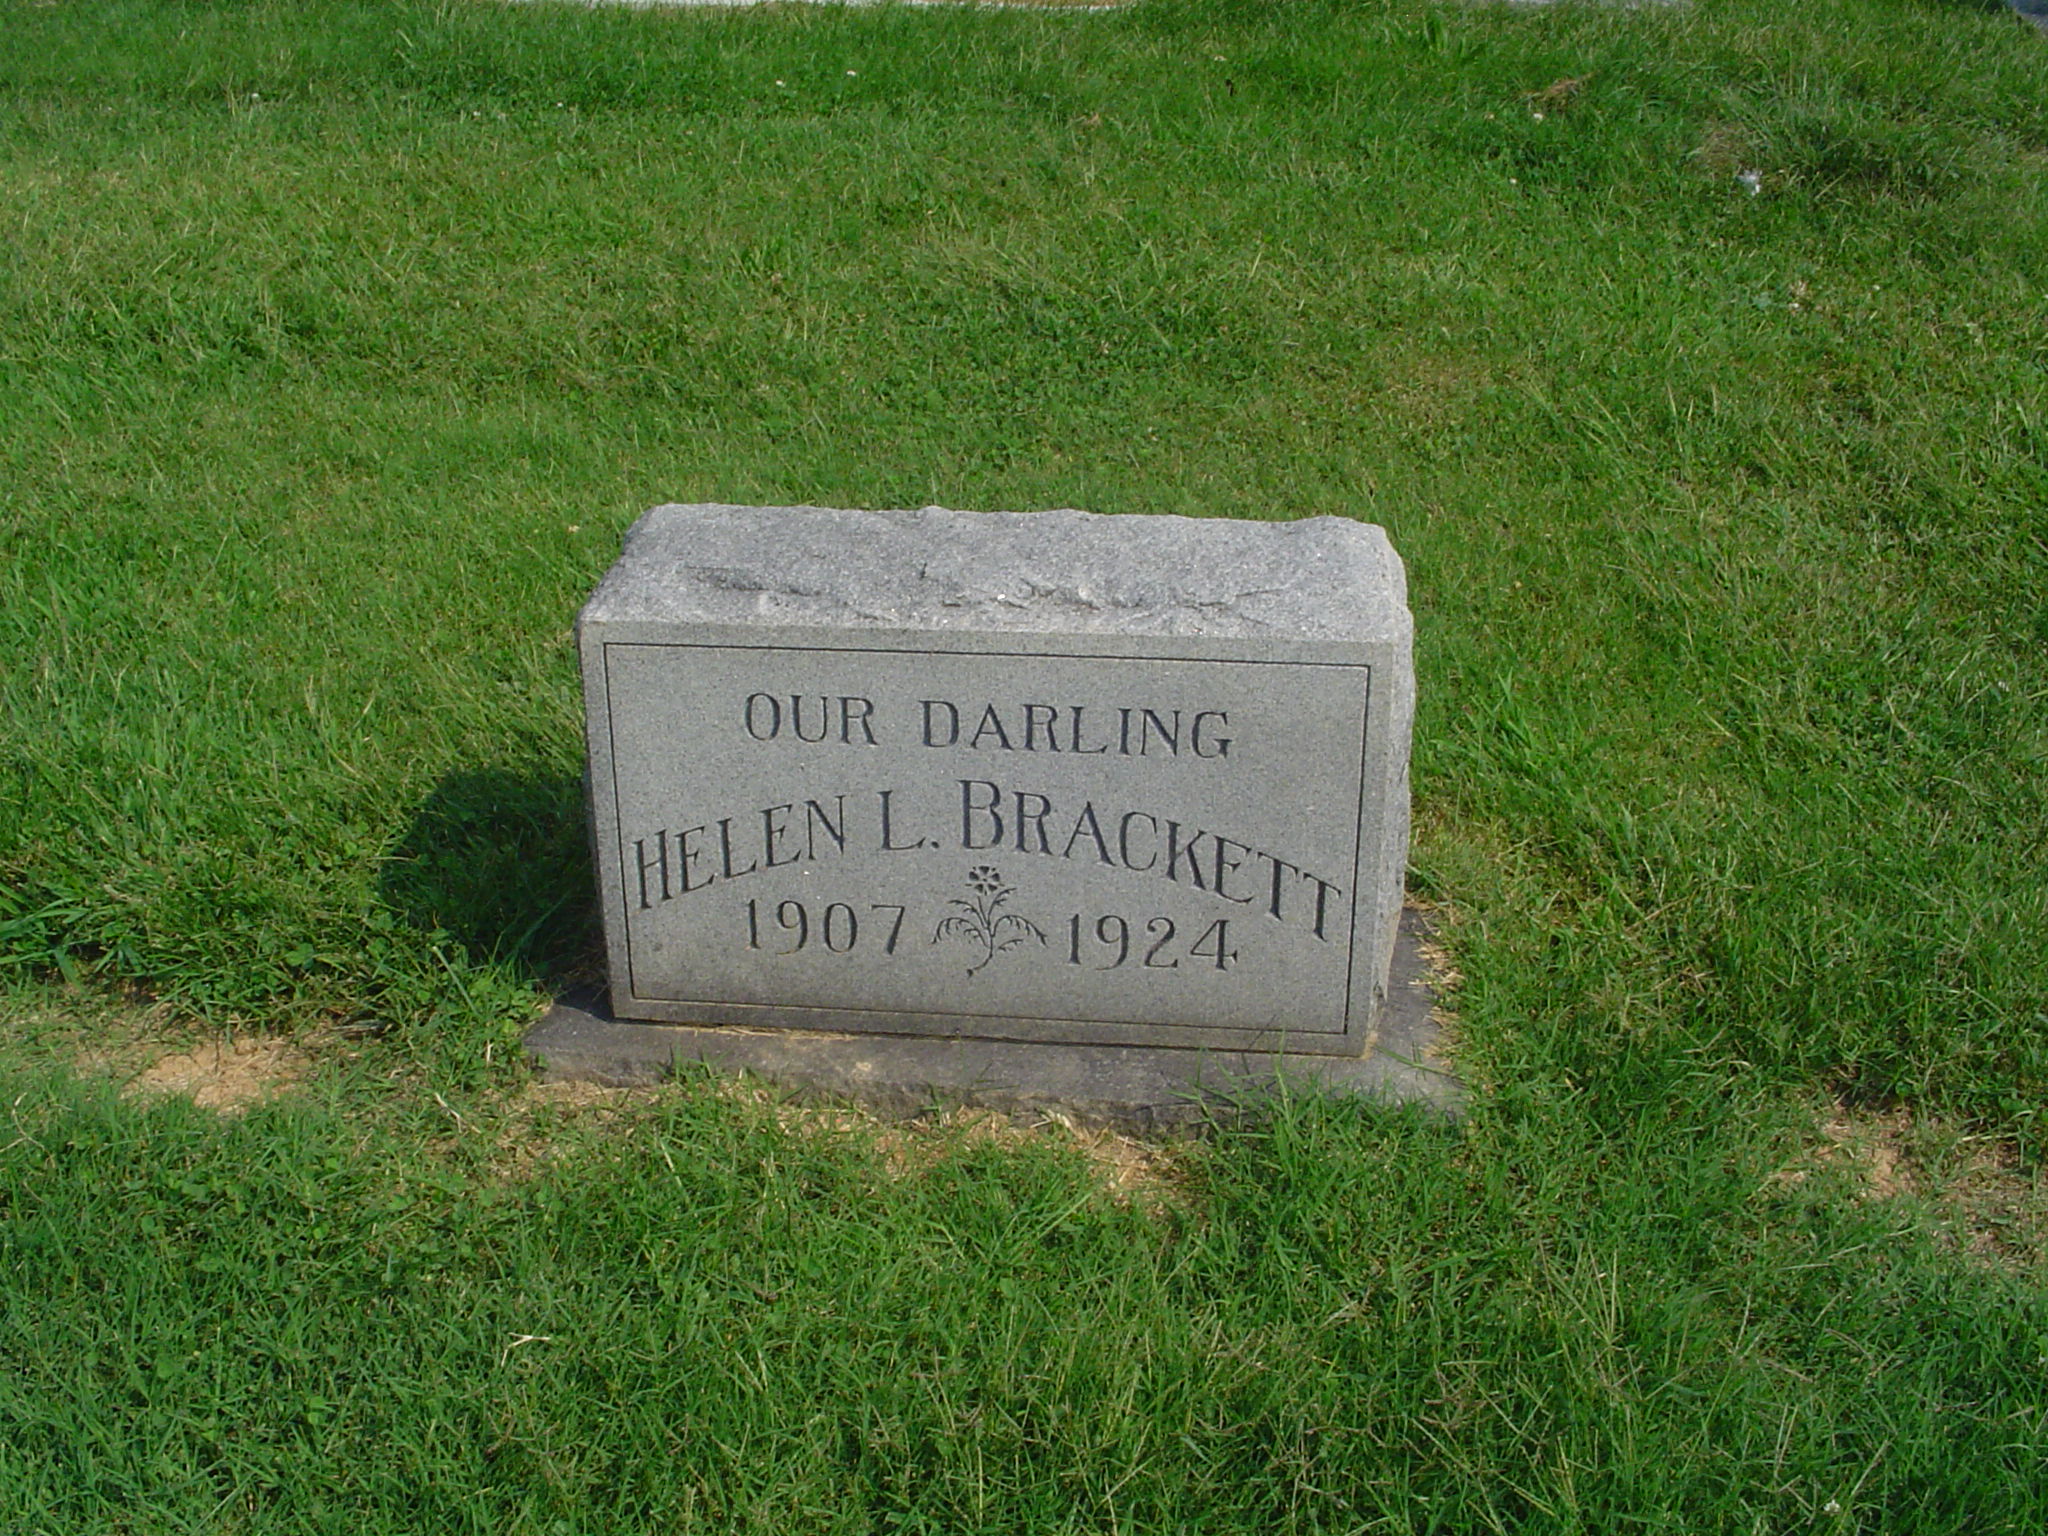 OUR DARLING
HELEN L. BRACKETT
1907 1924